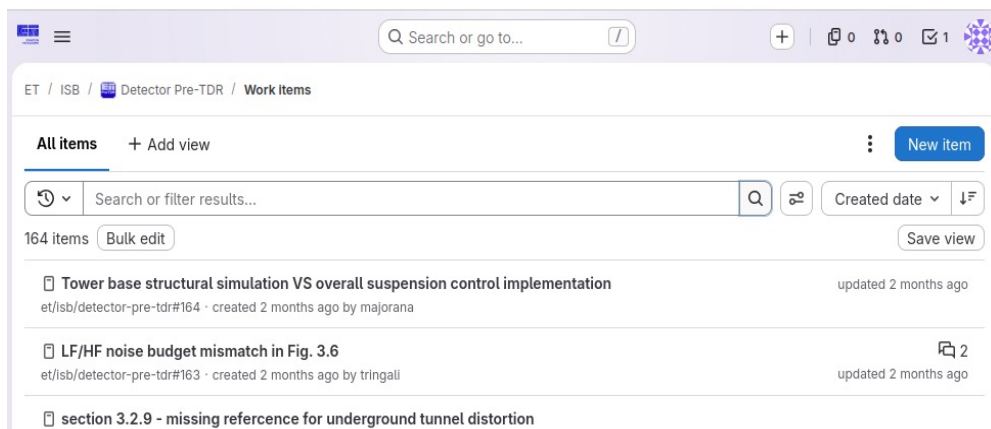 ET
Search or go to... /
0 0 1
ET / ISB / Detector Pre-TDR / Work items
All items + Add view New item
Search or filter results... Created date
164 items Bulk edit Save view
Tower base structural simulation VS overall suspension control implementation updated 2 months ago
et/isb/detector-pre-tdr#164 · created 2 months ago by majorana
LF/HF noise budget mismatch in Fig. 3.6 2
et/isb/detector-pre-tdr#163 · created 2 months ago by tringali updated 2 months ago
section 3.2.9 - missing refercence for underground tunnel distortion